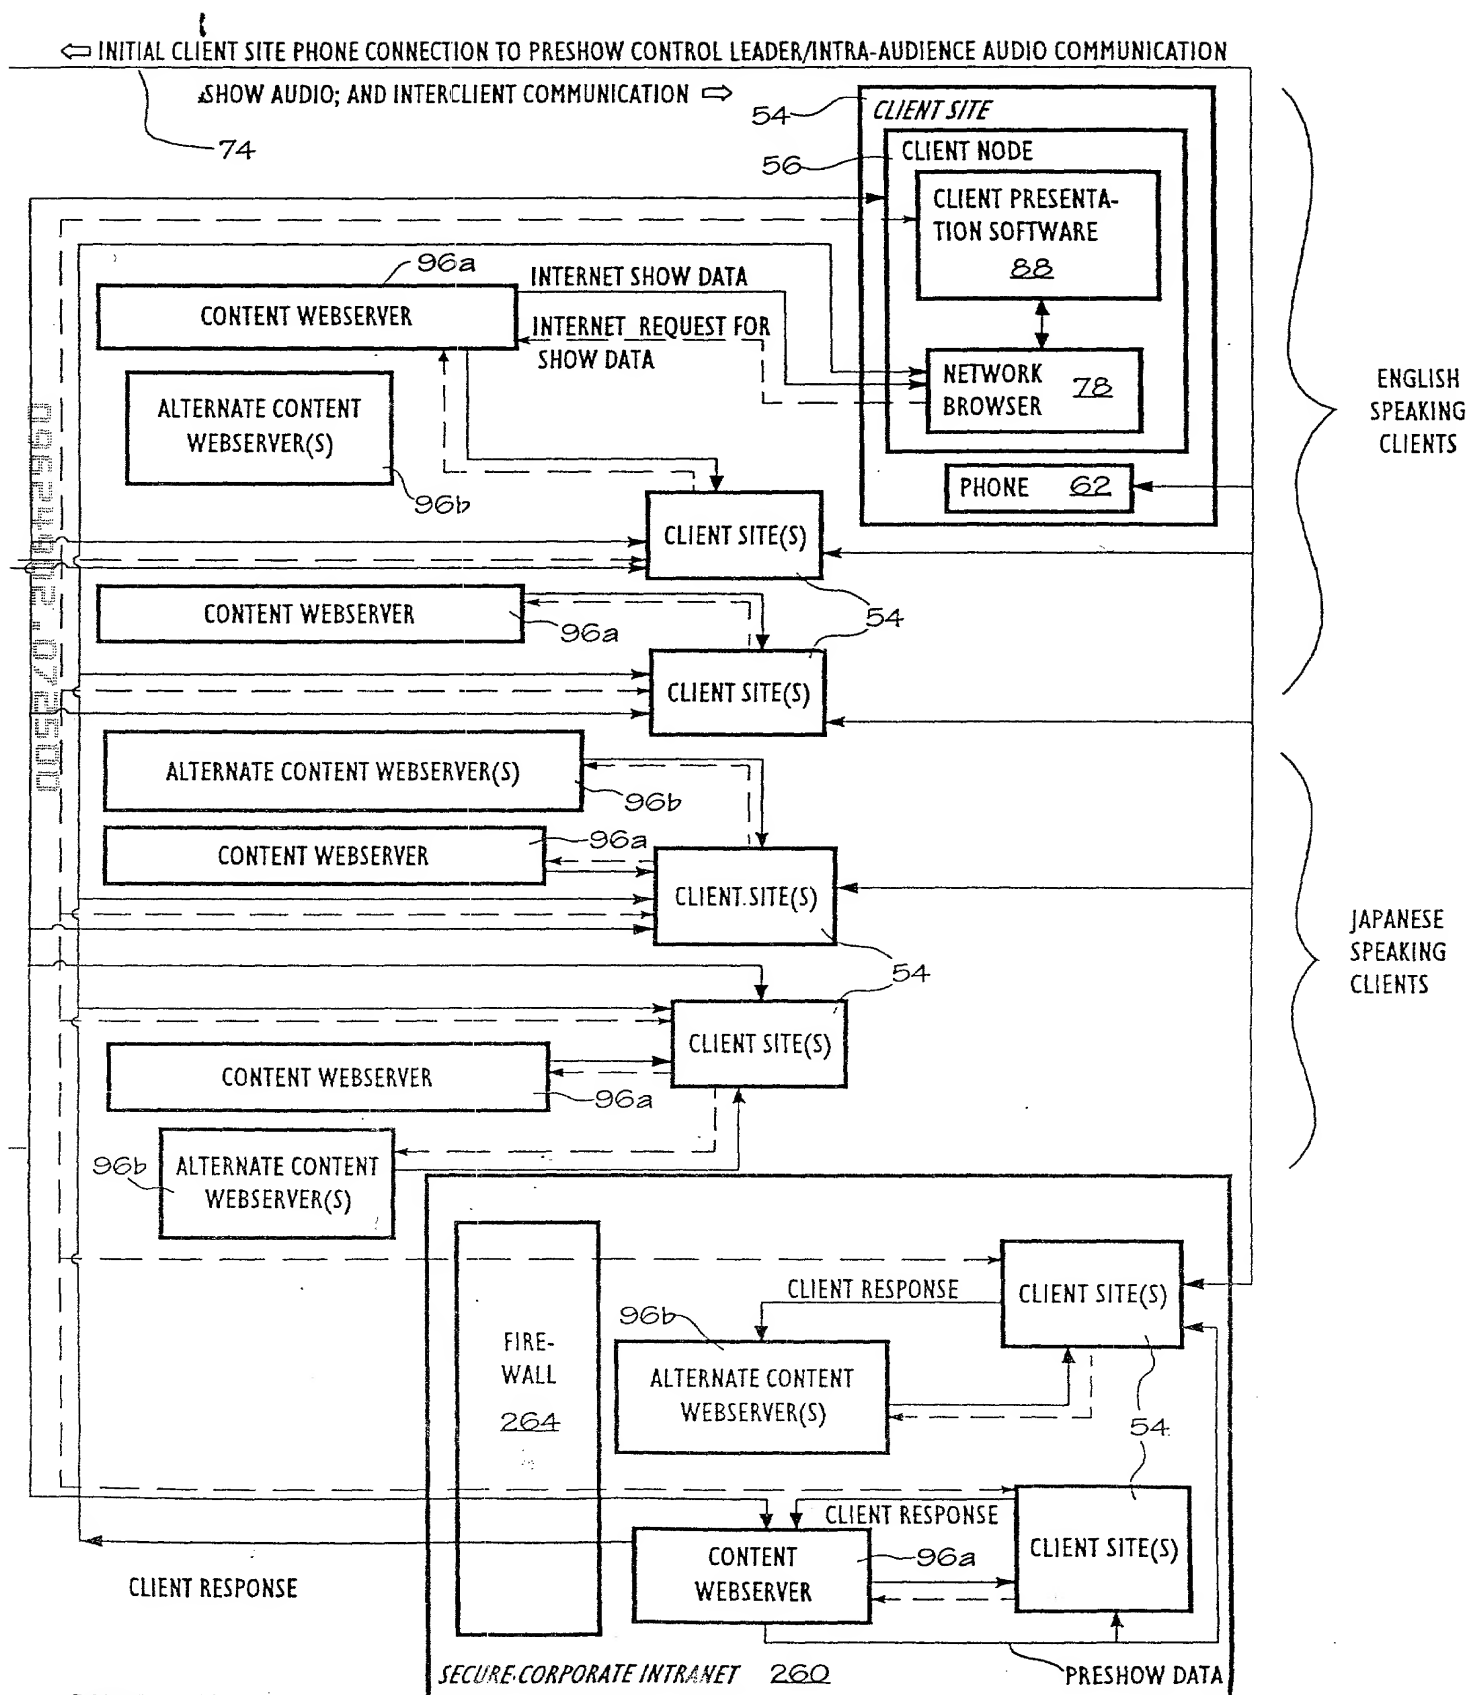 ⇦ INITIAL CLIENT SITE PHONE CONNECTION TO PRESHOW CONTROL LEADER/INTRA-AUDIENCE AUDIO COMMUNICATION
SHOW AUDIO; AND INTERCLIENT COMMUNICATION ⇨
74
54
CLIENT SITE
56
CLIENT NODE
CLIENT PRESENTA-
TION SOFTWARE
88
96a
INTERNET SHOW DATA
CONTENT WEBSERVER
INTERNET REQUEST FOR
SHOW DATA
NETWORK
BROWSER
78
ALTERNATE CONTENT
WEBSERVER(S)
96b
PHONE 62
ENGLISH
SPEAKING
CLIENTS
CLIENT SITE(S)
09624802.072500
CONTENT WEBSERVER
96a
54
CLIENT SITE(S)
ALTERNATE CONTENT WEBSERVER(S)
96b
CONTENT WEBSERVER
96a
CLIENT SITE(S)
54
JAPANESE
SPEAKING
CLIENTS
CLIENT SITE(S)
CONTENT WEBSERVER
96a
96b
ALTERNATE CONTENT
WEBSERVER(S)
FIRE-
WALL
264
CLIENT RESPONSE
CLIENT SITE(S)
96b
ALTERNATE CONTENT
WEBSERVER(S)
54
CLIENT RESPONSE
CLIENT SITE(S)
CONTENT
WEBSERVER
96a
CLIENT RESPONSE
SECURE CORPORATE INTRANET 260
PRESHOW DATA